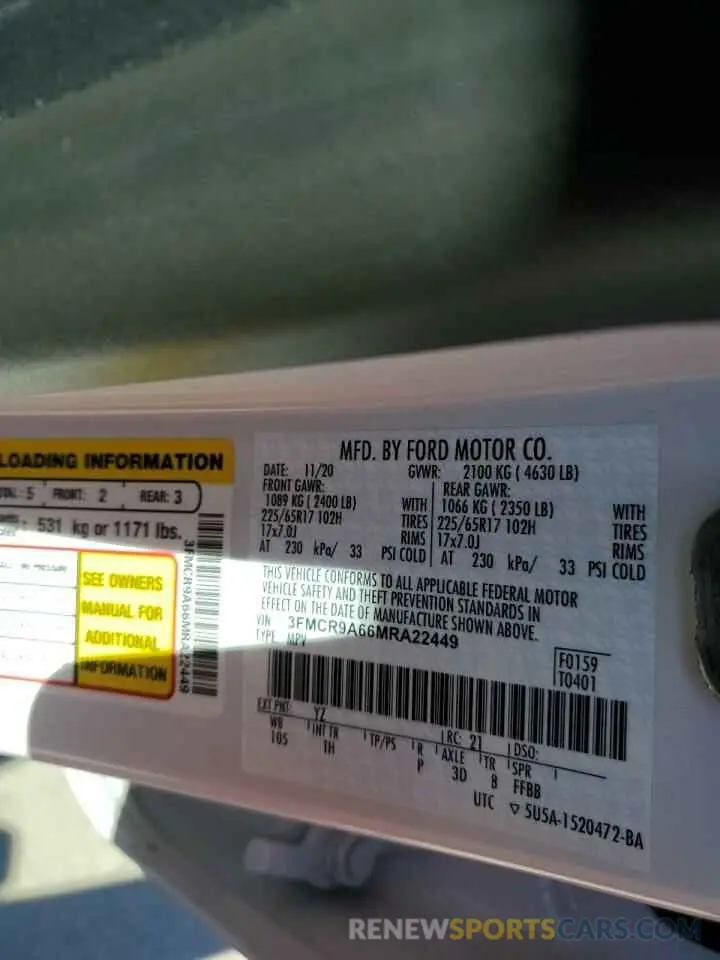 LOADING INFORMATION
TOTAL: 5 FRONT: 2 REAR: 3
531 kg or 1171 lbs.
SEE OWNERS
MANUAL FOR
ADDITIONAL
INFORMATION
3FMCR9A66MRA22449
MFD. BY FORD MOTOR CO.
DATE: 11/20 GVWR: 2100 KG ( 4630 LB)
FRONT GAWR: REAR GAWR:
1089 KG ( 2400 LB) WITH 1066 KG ( 2350 LB) WITH
225/65R17 102H TIRES 225/65R17 102H TIRES
17x7.0J RIMS 17x7.0J RIMS
AT 230 kPa/ 33 PSI COLD AT 230 kPa/ 33 PSI COLD
THIS VEHICLE CONFORMS TO ALL APPLICABLE FEDERAL MOTOR
VEHICLE SAFETY AND THEFT PREVENTION STANDARDS IN
EFFECT ON THE DATE OF MANUFACTURE SHOWN ABOVE.
VIN 3FMCR9A66MRA22449
TYPE MPV
F0159
T0401
EXT PNT: YZ RC: 21 DSO:
WB INT TR TP/PS R AXLE TR SPR
105 IH P 3D 8 FFBB
UTC ▽ 5U5A-1520472-BA
RENEWSPORTSCARS.COM